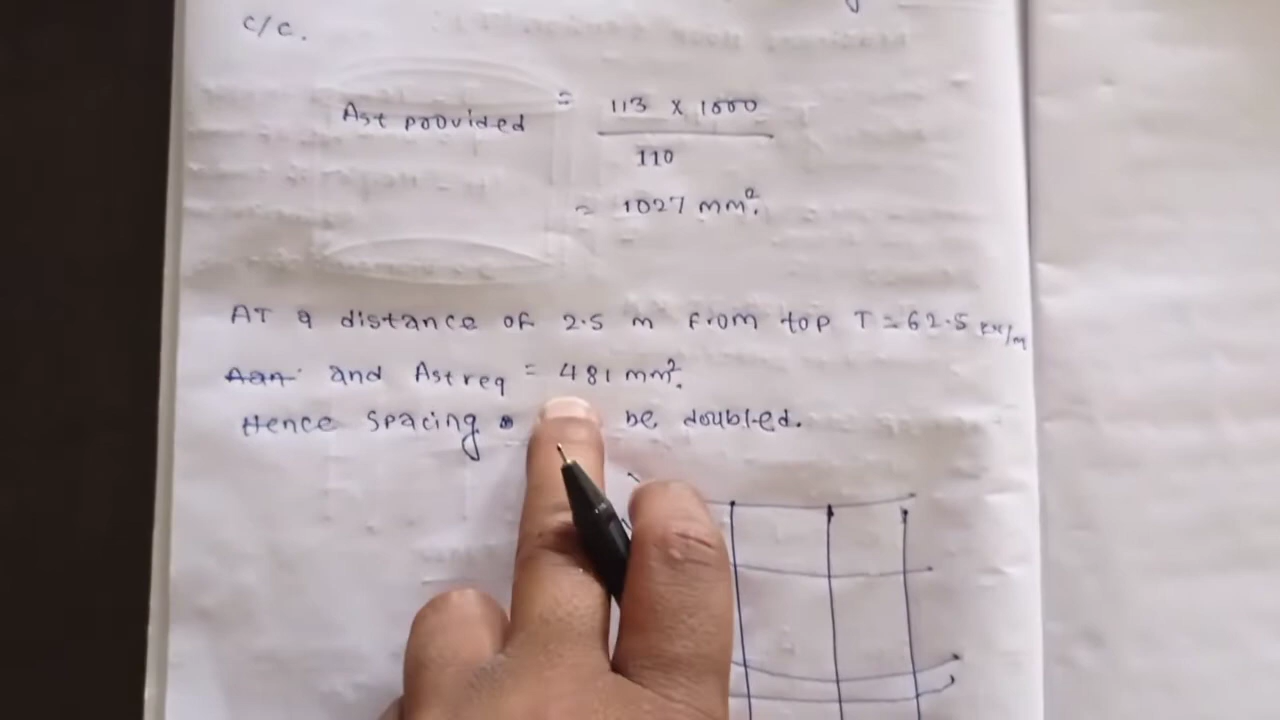 c/c.
Ast provided = 113 x 1000
110
= 1027 mm².
AT a distance of 2.5 m from top T = 62.5 KN/m
and Ast req = 481 mm².
Hence spacing be doubled.